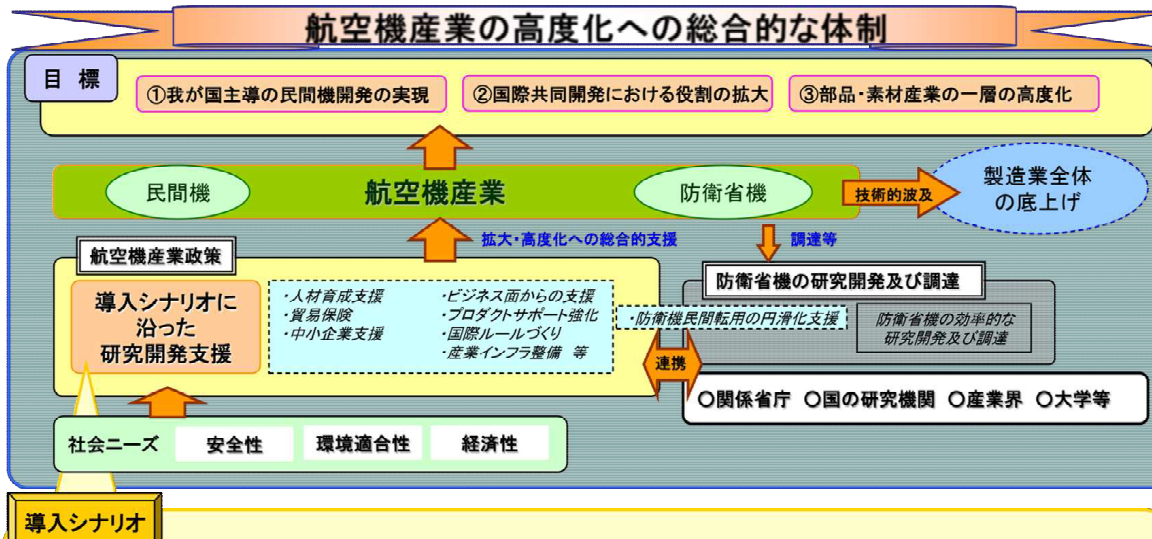 航空機産業の高度化への総合的な体制
目標
①我が国主導の民間機開発の実現
②国際共同開発における役割の拡大
③部品・素材産業の一層の高度化
民間機
航空機産業
防衛省機
技術的波及
製造業全体
の底上げ
拡大・高度化への総合的支援
調達等
航空機産業政策
導入シナリオに
沿った
研究開発支援
・人材育成支援
・貿易保険
・中小企業支援
・ビジネス面からの支援
・プロダクトサポート強化
・国際ルールづくり
・産業インフラ整備 等
防衛省機の研究開発及び調達
・防衛機民間転用の円滑化支援
防衛省機の効率的な
研究開発及び調達
連携
○関係省庁 ○国の研究機関 ○産業界 ○大学等
社会ニーズ
安全性
環境適合性
経済性
導入シナリオ